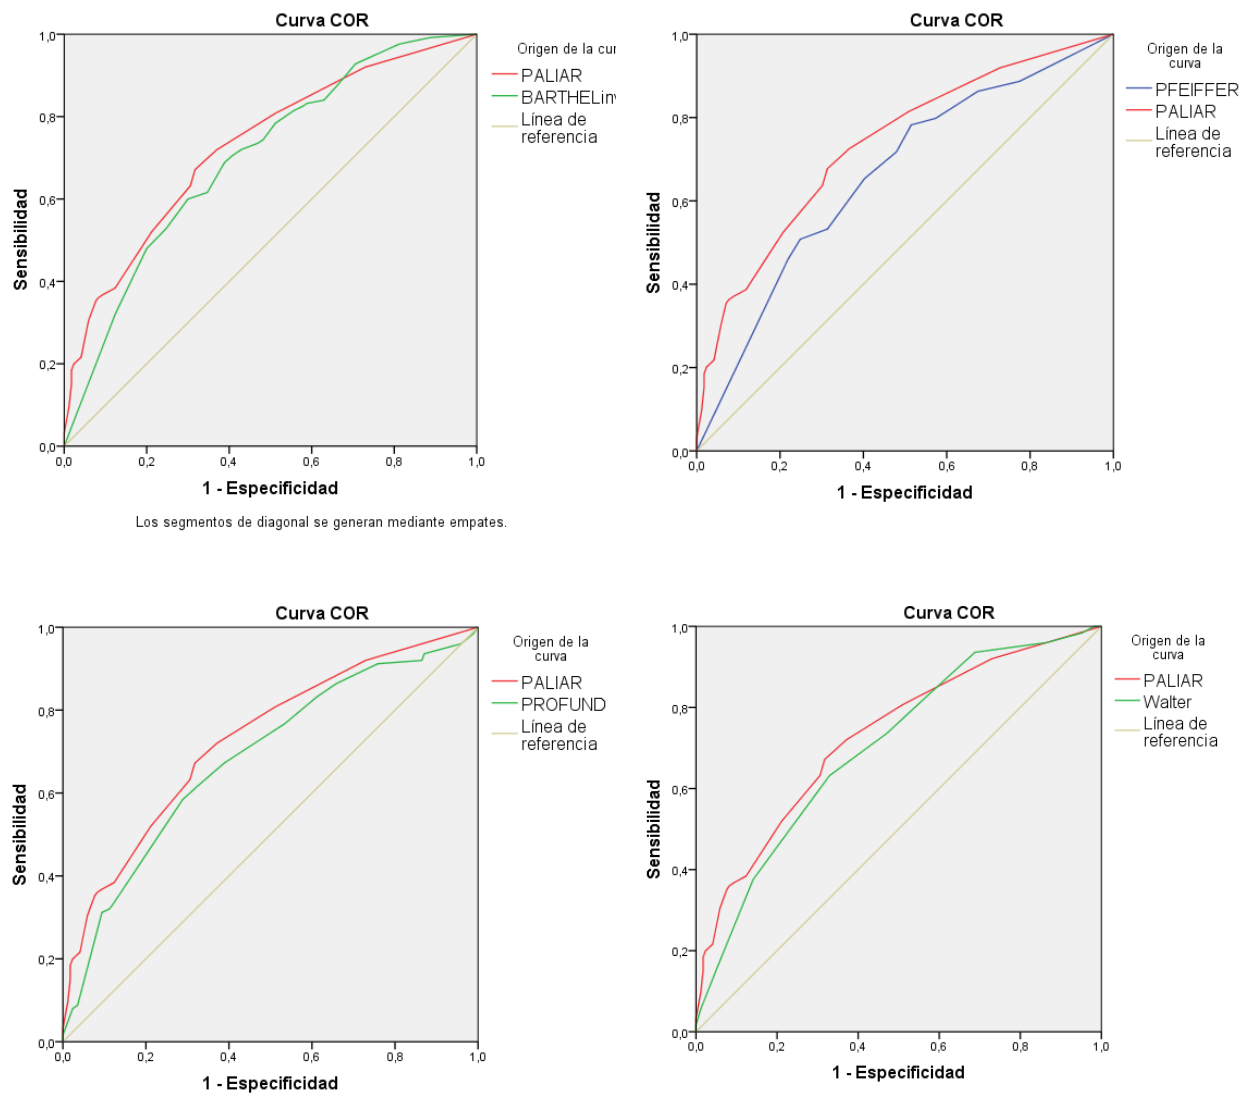 Curva COR
1,0
0,8
0,6
0,4
0,2
0,0
Sensibilidad
0,0
0,2
0,4
0,6
0,8
1,0
1 - Especificidad
Origen de la cur
PALIAR
BARTHELinv
Línea de
referencia
Los segmentos de diagonal se generan mediante empates.
Curva COR
1,0
0,8
0,6
0,4
0,2
0,0
Sensibilidad
0,0
0,2
0,4
0,6
0,8
1,0
1 - Especificidad
Origen de la
curva
PFEIFFER
PALIAR
Línea de
referencia
Curva COR
1,0
0,8
0,6
0,4
0,2
0,0
Sensibilidad
0,0
0,2
0,4
0,6
0,8
1,0
1 - Especificidad
Origen de la
curva
PALIAR
PROFUND
Línea de
referencia
Curva COR
1,0
0,8
0,6
0,4
0,2
0,0
Sensibilidad
0,0
0,2
0,4
0,6
0,8
1,0
1 - Especificidad
Origen de la
curva
PALIAR
Walter
Línea de
referencia